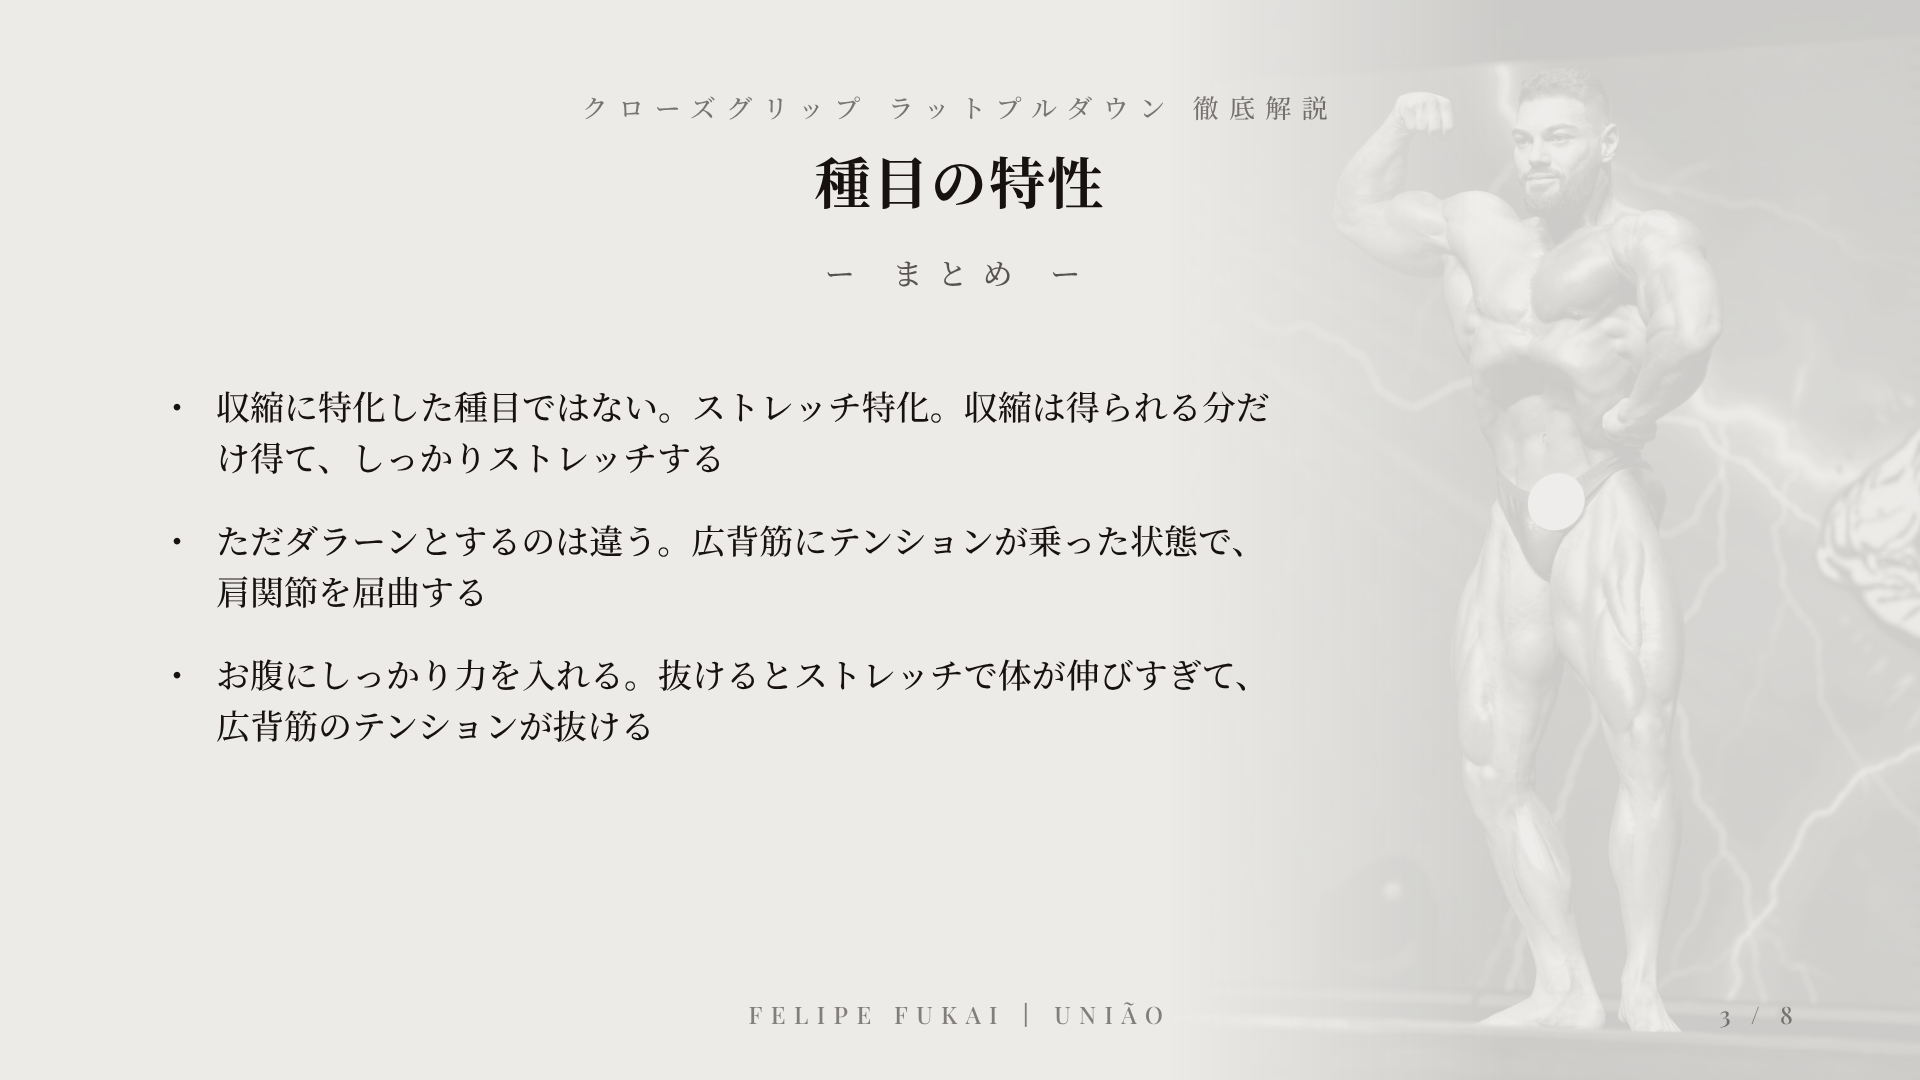 クローズグリップ ラットプルダウン 徹底解説
種目の特性
ー まとめ ー
・ 収縮に特化した種目ではない。ストレッチ特化。収縮は得られる分だ
け得て、しっかりストレッチする
・ ただダラーンとするのは違う。広背筋にテンションが乗った状態で、
肩関節を屈曲する
・ お腹にしっかり力を入れる。抜けるとストレッチで体が伸びすぎて、
広背筋のテンションが抜ける
FELIPE FUKAI | UNIÃO
3 / 8